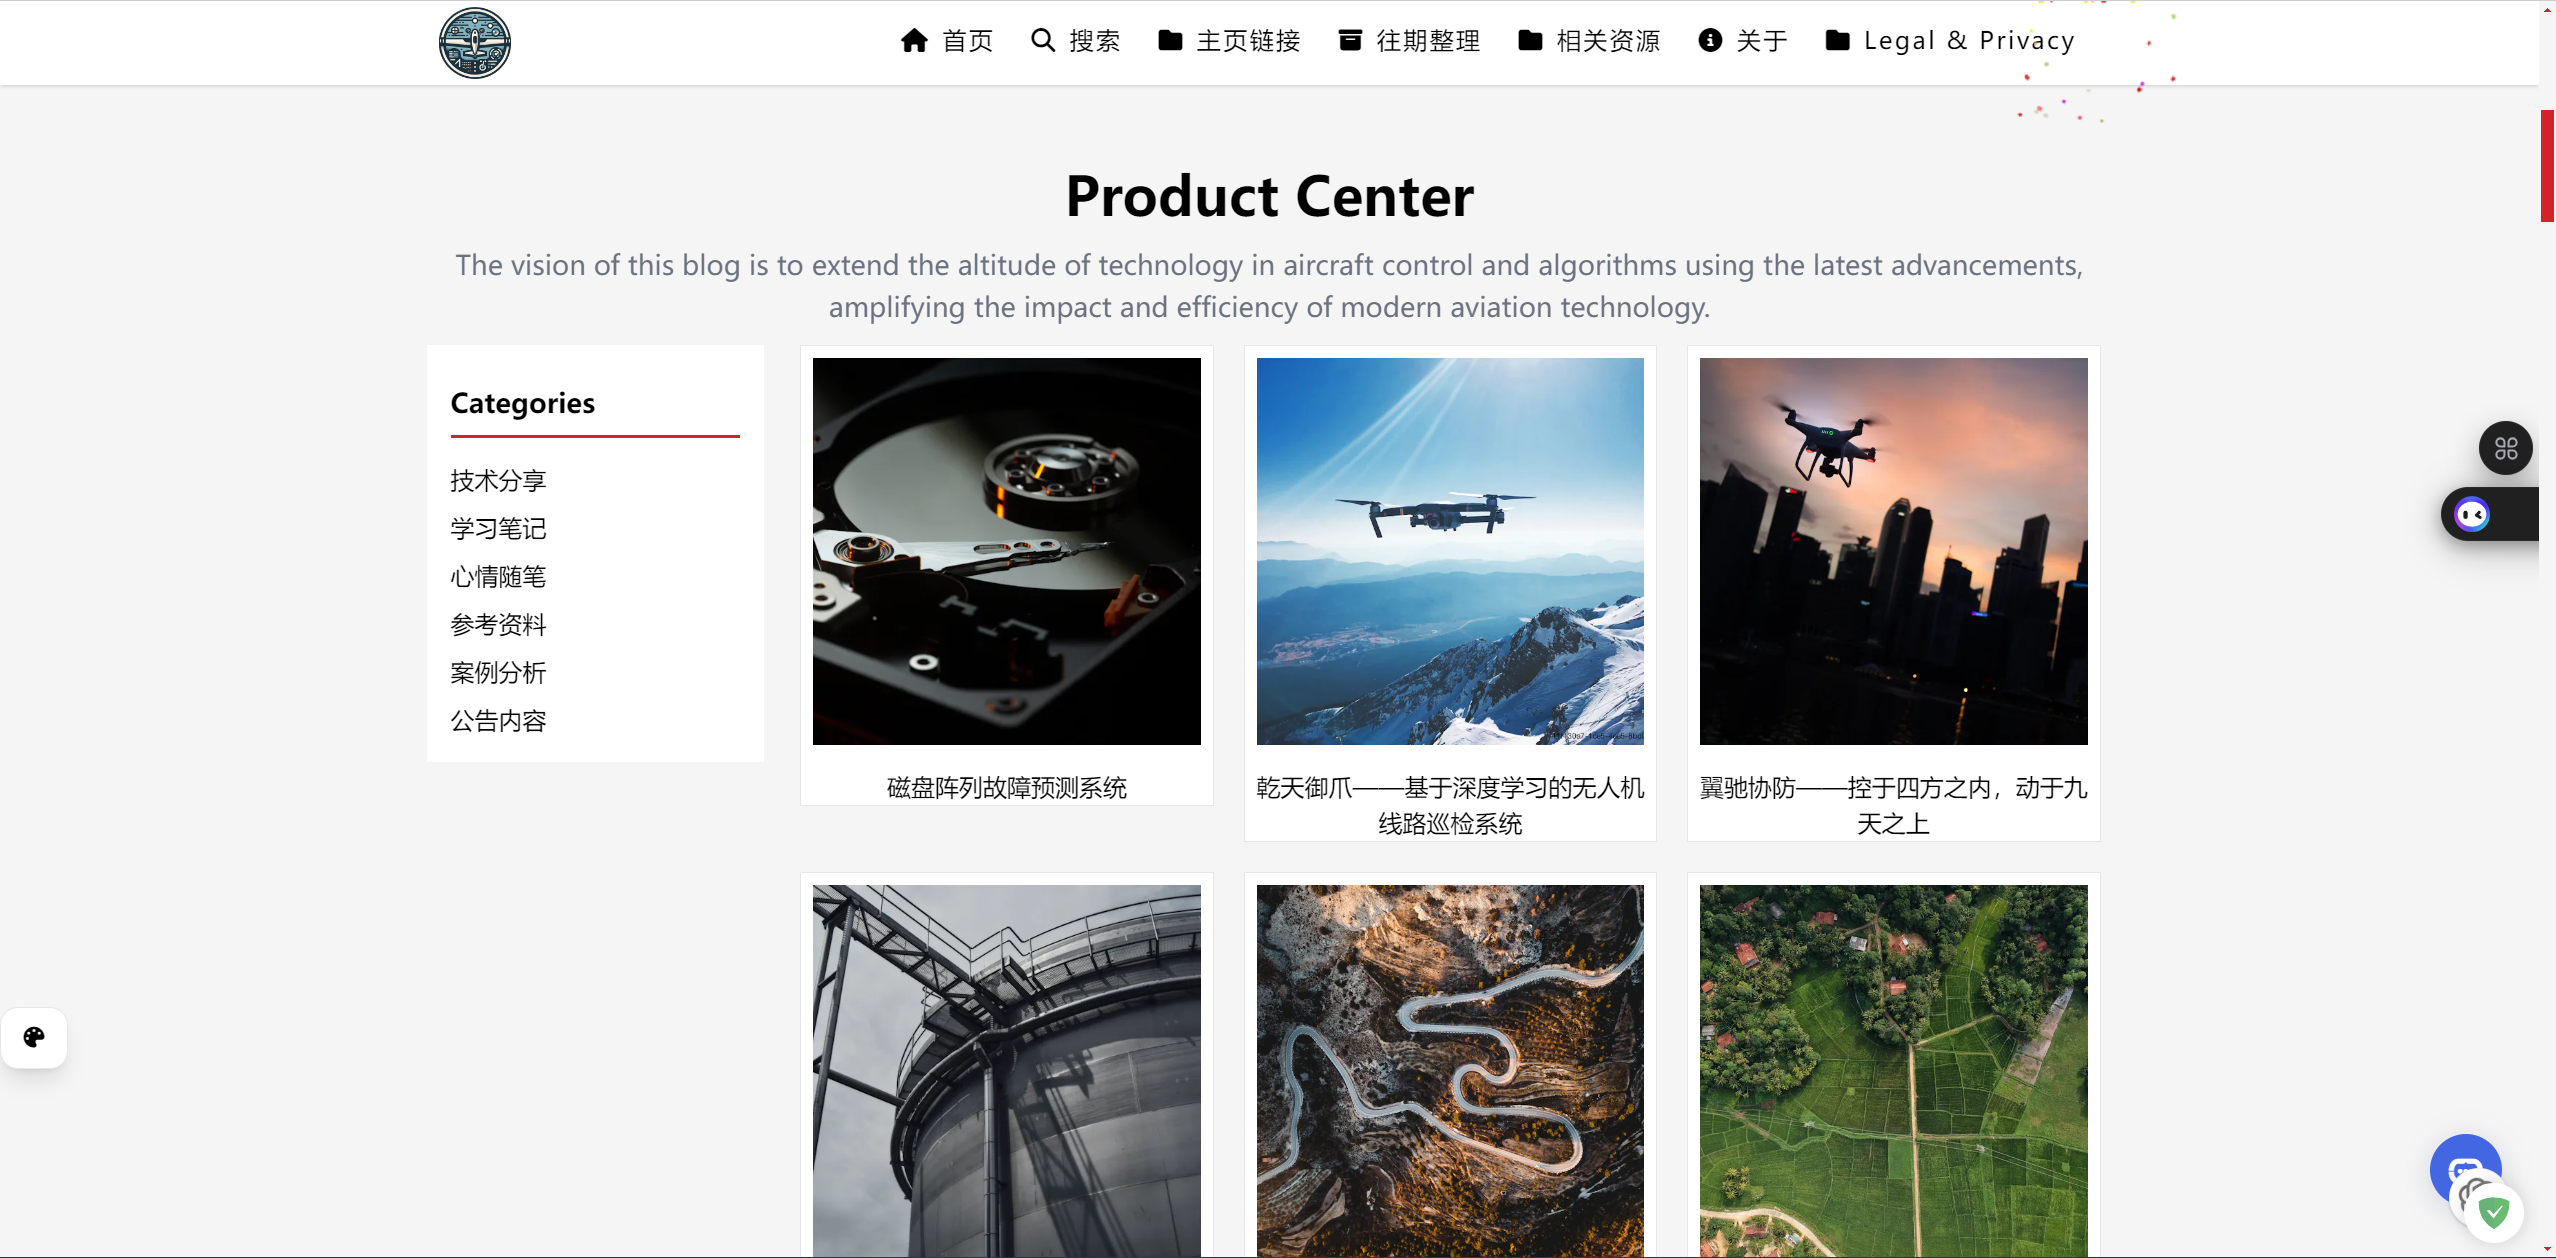 首页
搜索
主页链接
往期整理
相关资源
关于
Legal & Privacy
Product Center
The vision of this blog is to extend the altitude of technology in aircraft control and algorithms using the latest advancements,
amplifying the impact and efficiency of modern aviation technology.
Categories
技术分享
学习笔记
心情随笔
参考资料
案例分析
公告内容
磁盘阵列故障预测系统
乾天御爪——基于深度学习的无人机
线路巡检系统
翼驰协防——控于四方之内，动于九
天之上